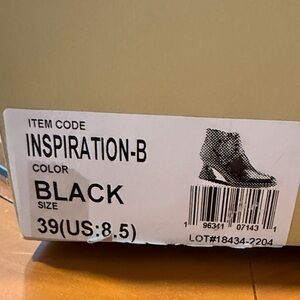 ITEM CODE
INSPIRATION-B
COLOR
BLACK
SIZE
39(US:8.5)
1 96311 07143 1
LOT#18434-2204